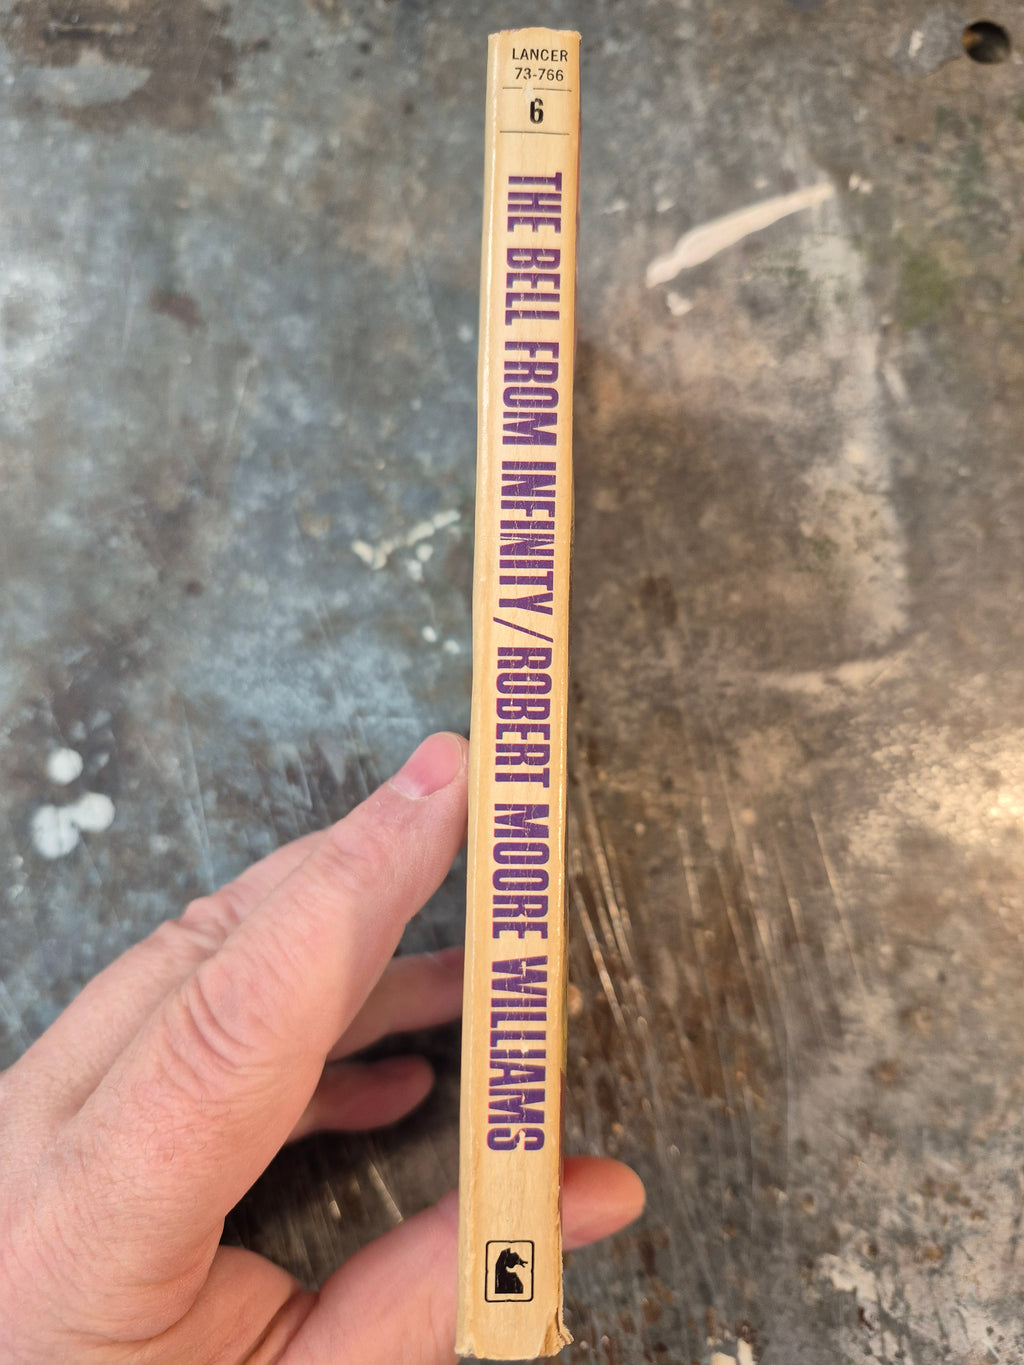 LANCER
73-766
6
THE BELL FROM INFINITY/ROBERT MOORE WILLIAMS